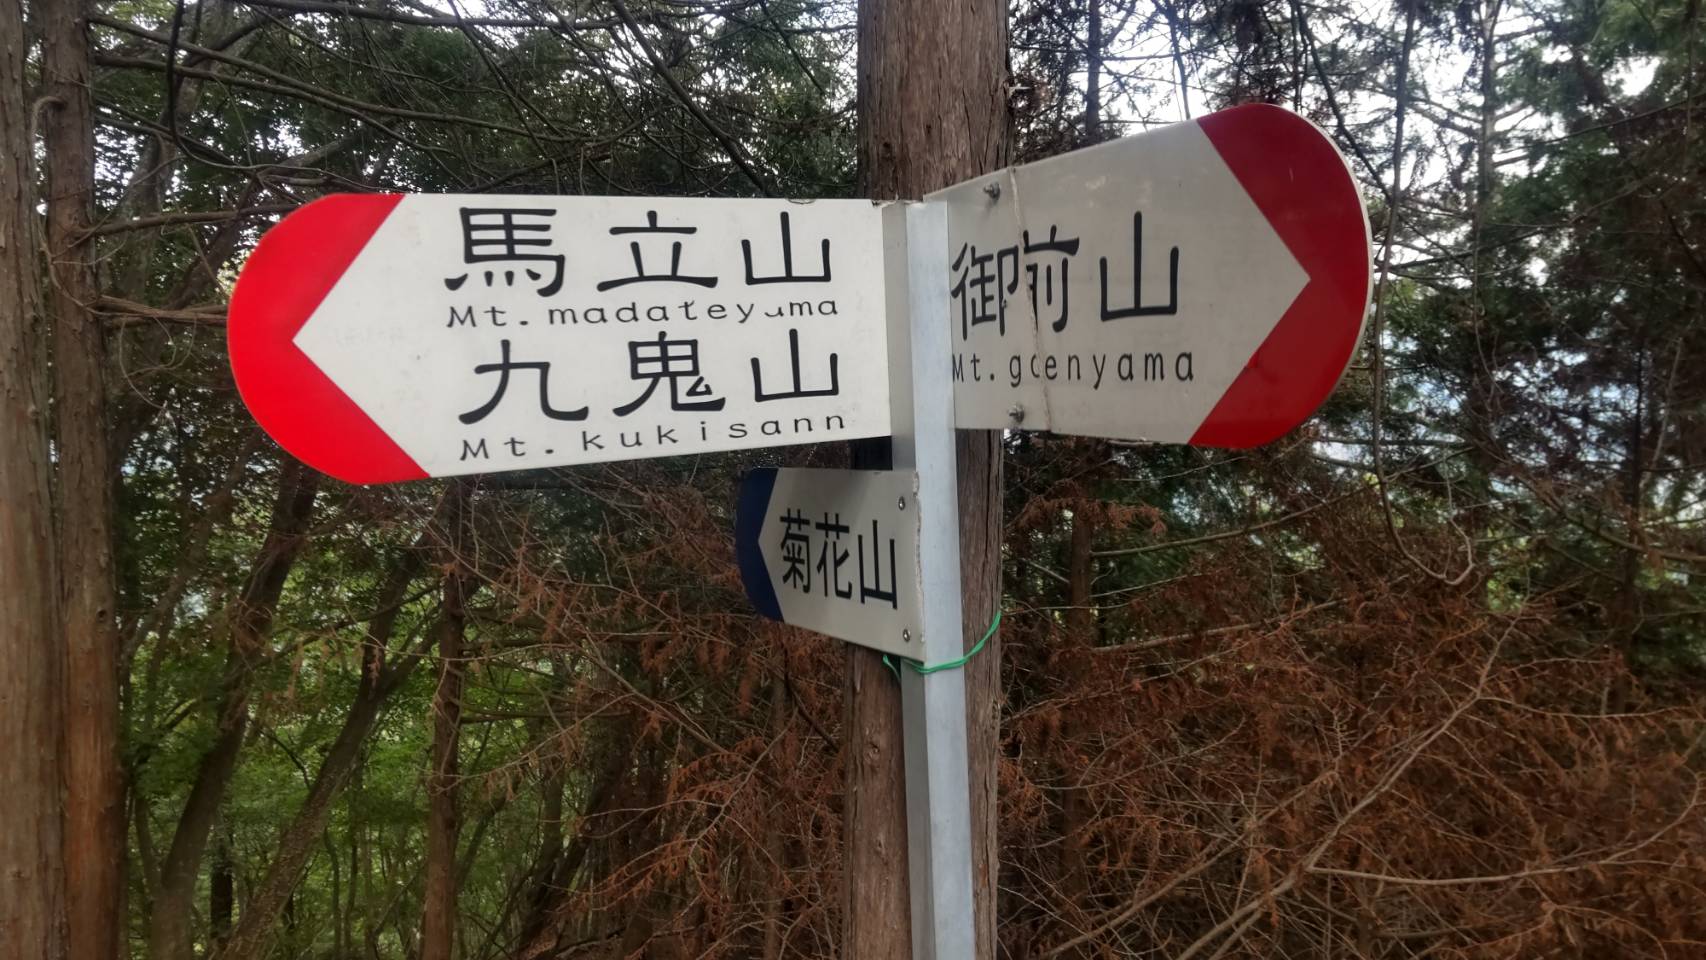 馬立山
Mt. madateyama
九鬼山
Mt. kukisann
御前山
Mt. goenyama
菊花山